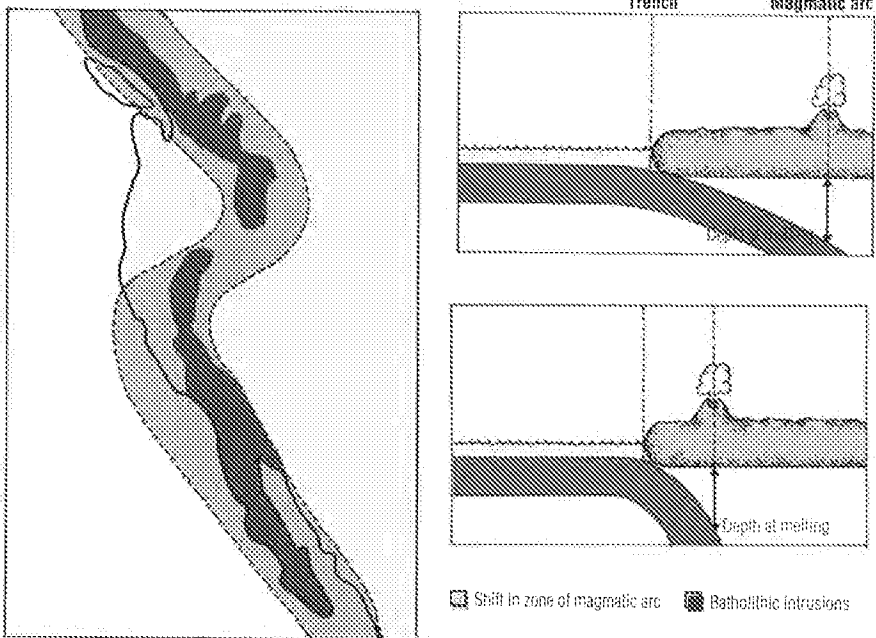 Trench Magmatic arc
Depth at melting
Shift in zone of magmatic arc Batholithic intrusions